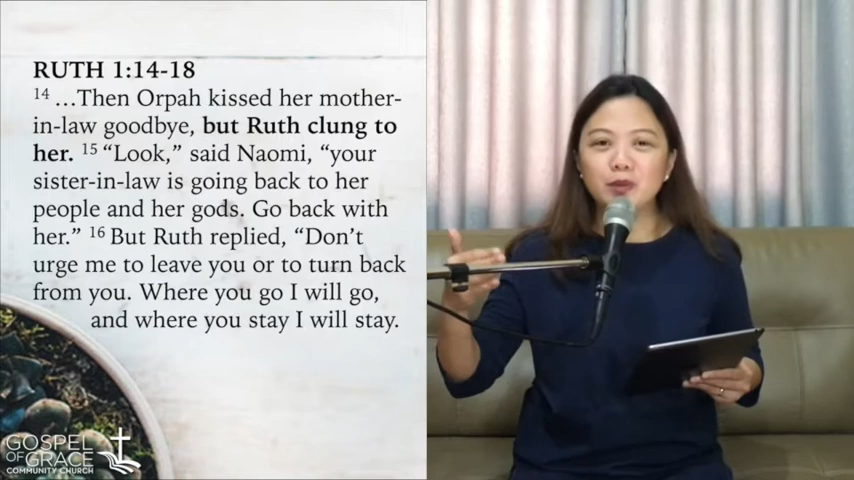 RUTH 1:14-18
14 …Then Orpah kissed her mother-
in-law goodbye, but Ruth clung to
her. 15 “Look,” said Naomi, “your
sister-in-law is going back to her
people and her gods. Go back with
her.” 16 But Ruth replied, “Don’t
urge me to leave you or to turn back
from you. Where you go I will go,
and where you stay I will stay.
GOSPEL
OF GRACE
COMMUNITY CHURCH